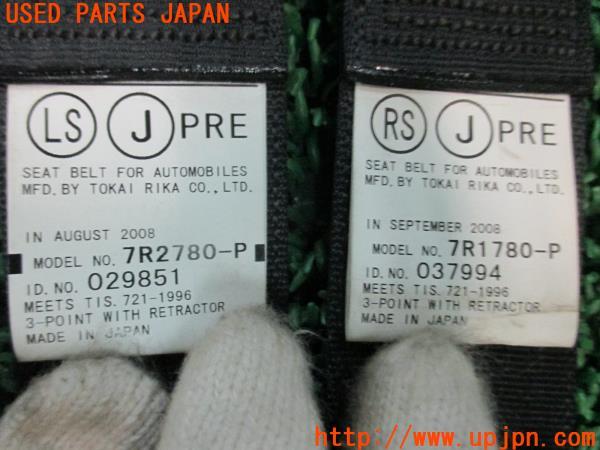 USED PARTS JAPAN
LS J PRE
SEAT BELT FOR AUTOMOBILES
MFD. BY TOKAI RIKA CO., LTD.
IN AUGUST 2008
MODEL NO. 7R2780-P
ID. NO. 029851
MEETS TIS. 721-1996
3-POINT WITH RETRACTOR
MADE IN JAPAN
RS J PRE
SEAT BELT FOR AUTOMOBILES
MFD. BY TOKAI RIKA CO., LTD.
IN SEPTEMBER 2008
MODEL NO. 7R1780-P
ID. NO. 037994
MEETS TIS. 721-1996
3-POINT WITH RETRACTOR
MADE IN JAPAN
http://www.upjpn.com/